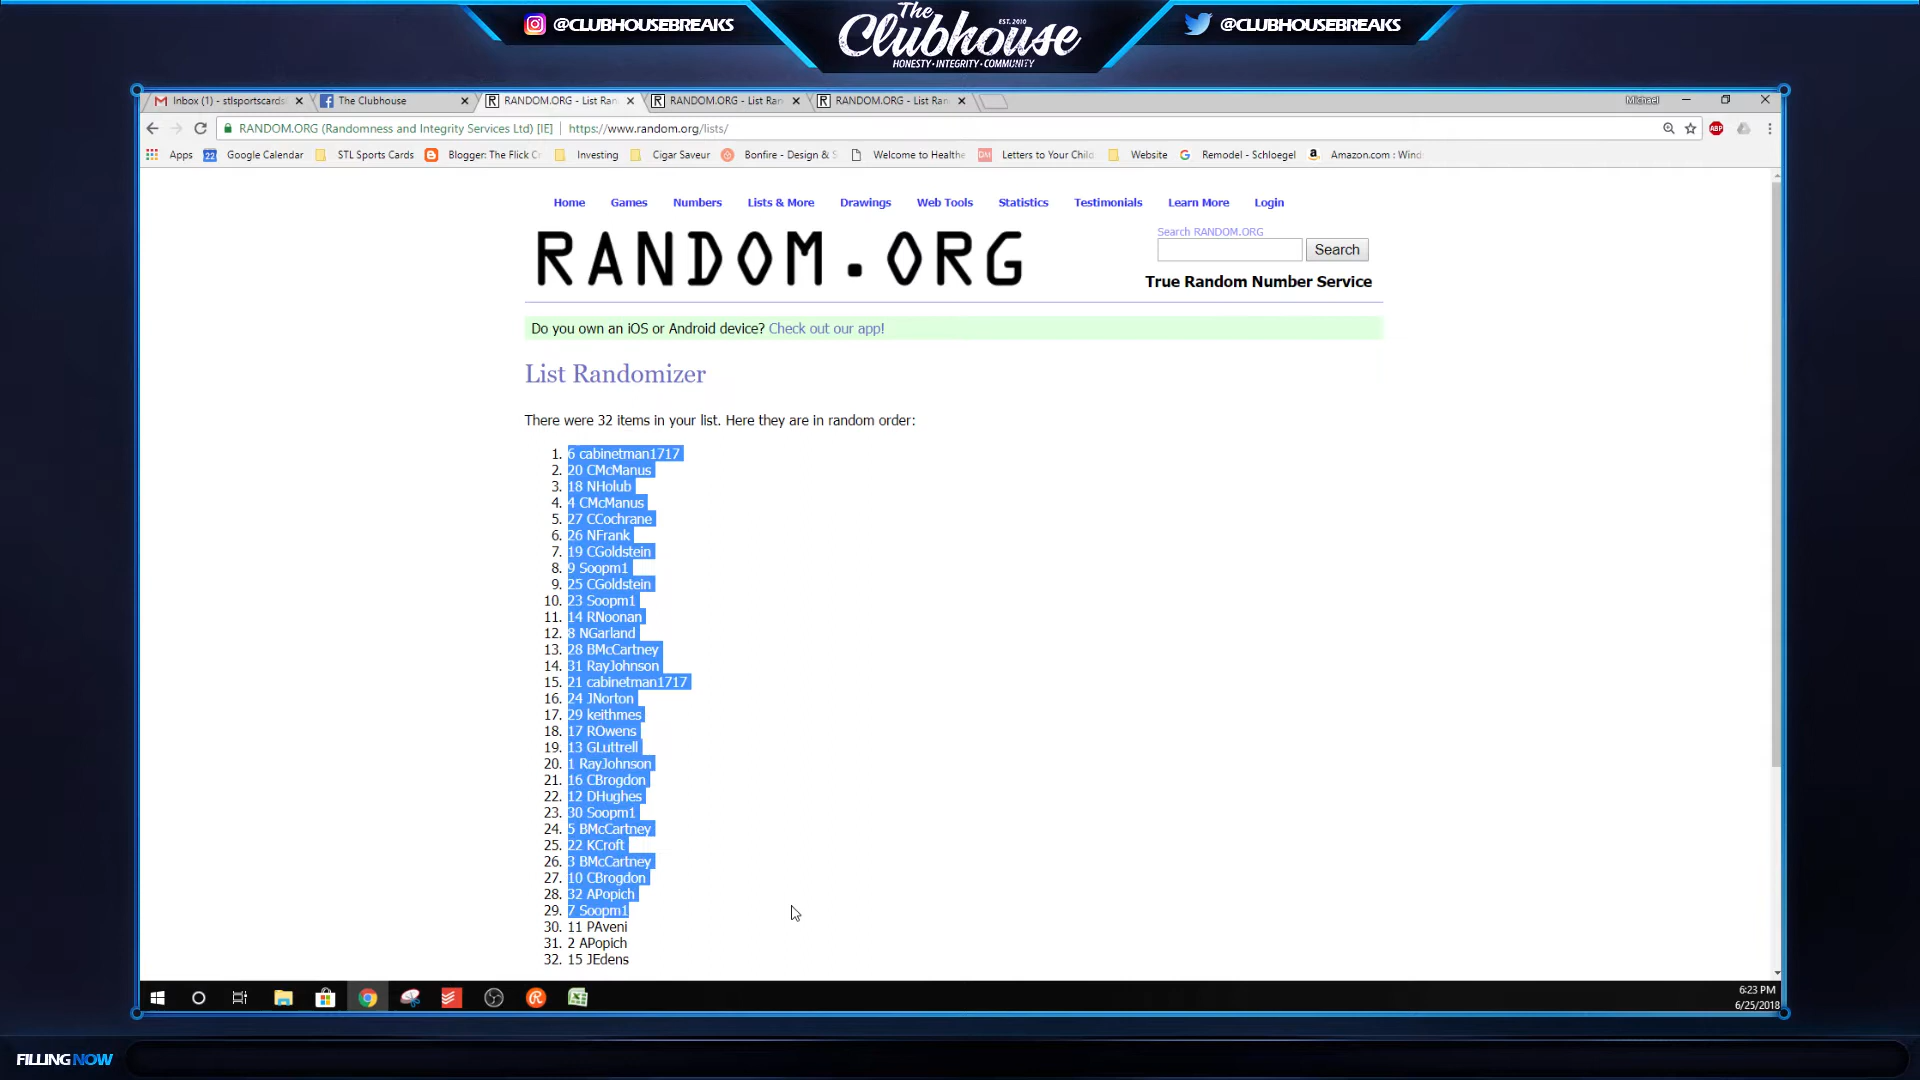 @CLUBHOUSEBREAKS
The
Clubhouse
EST. 2010
HONESTY • INTEGRITY • COMMUNITY
@CLUBHOUSEBREAKS
Inbox (1) - stlsportscards
The Clubhouse
RANDOM.ORG - List Ran
RANDOM.ORG - List Ran
RANDOM.ORG - List Ran
Michael
RANDOM.ORG (Randomness and Integrity Services Ltd) [IE]
https://www.random.org/lists/
ABP
Apps
22
Google Calendar
STL Sports Cards
Blogger: The Flick C
Investing
Cigar Saveur
Bonfire - Design & S
Welcome to Healthe
DM
Letters to Your Child
Website
Remodel - Schloegel
Amazon.com : Wind
Home
Games
Numbers
Lists & More
Drawings
Web Tools
Statistics
Testimonials
Learn More
Login
RANDOM.ORG
Search RANDOM.ORG
Search
True Random Number Service
Do you own an iOS or Android device? Check out our app!
List Randomizer
There were 32 items in your list. Here they are in random order:
1. 6 cabinetman1717
2. 20 CMcManus
3. 18 NHolub
4. 4 CMcManus
5. 27 CCochrane
6. 26 NFrank
7. 19 CGoldstein
8. 9 Soopm1
9. 25 CGoldstein
10. 23 Soopm1
11. 14 RNoonan
12. 8 NGarland
13. 28 BMcCartney
14. 31 RayJohnson
15. 21 cabinetman1717
16. 24 JNorton
17. 29 keithmes
18. 17 ROwens
19. 13 GLuttrell
20. 1 RayJohnson
21. 16 CBrogdon
22. 12 DHughes
23. 30 Soopm1
24. 5 BMcCartney
25. 22 KCroft
26. 3 BMcCartney
27. 10 CBrogdon
28. 32 APopich
29. 7 Soopm1
30. 11 PAveni
31. 2 APopich
32. 15 JEdens
6:23 PM
6/25/2018
FILLING NOW